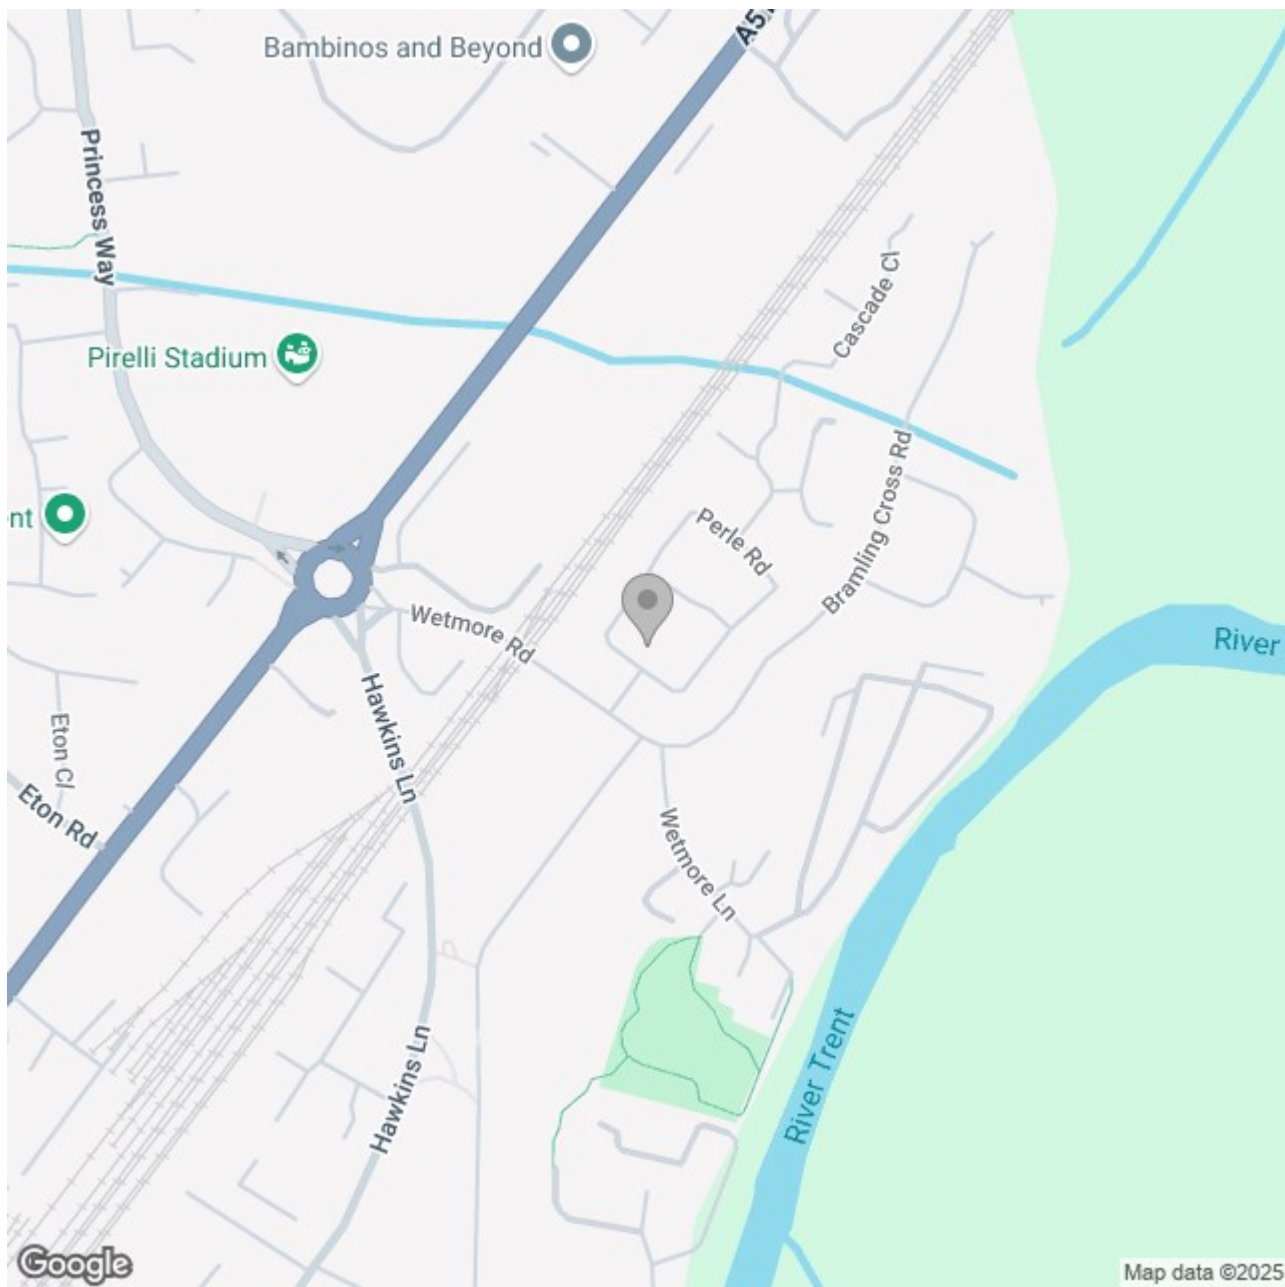 Bambinos and Beyond
Princess Way
Pirelli Stadium
Cascade Cl
Bramling Cross Rd
Perle Rd
nt
Wetmore Rd
River
Hawkins Ln
Eton Cl
Eton Rd
Wetmore Ln
River Trent
Hawkins Ln
Google
Map data ©2025